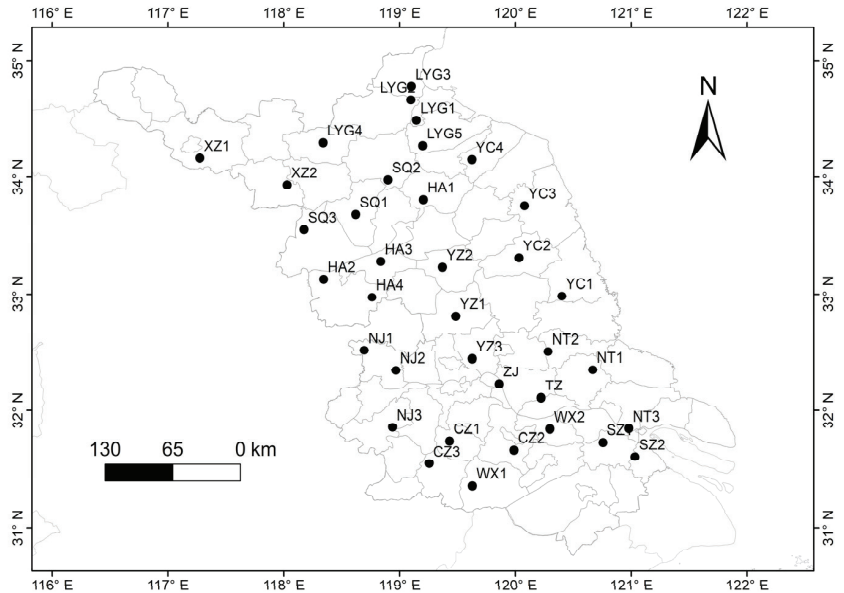 116° E 117° E 118° E 119° E 120° E 121° E 122° E
35° N 35° N
LYG3
LYG2
LYG1
N
LYG4
LYG5
YC4
XZ1
34° N 34° N
XZ2
SQ2
HA1
YC3
SQ1
SQ3
YC2
HA3
YZ2
HA2
HA4
YC1
33° N 33° N
YZ1
NJ1
NT2
NJ2
YZ3
NT1
ZJ
TZ
32° N 32° N
NJ3
WX2
NT3
CZ1
CZ2
SZ1
SZ2
CZ3
130 65 0 km
WX1
31° N 31° N
116° E 117° E 118° E 119° E 120° E 121° E 122° E